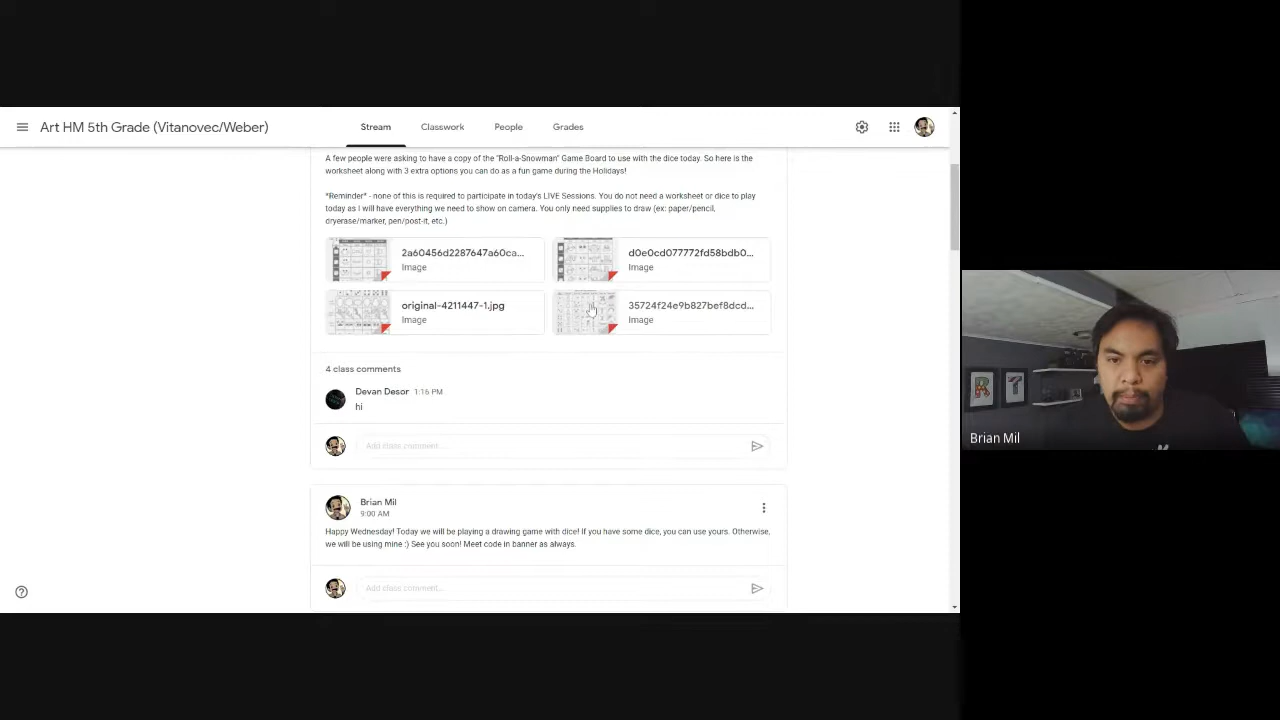 Art HM 5th Grade (Vitanovec/Weber)
Stream
Classwork
People
Grades
A few people were asking to have a copy of the "Roll-a-Snowman" Game Board to use with the dice today. So here is the
worksheet along with 3 extra options you can do as a fun game during the Holidays!
*Reminder* - none of this is required to participate in today's LIVE Sessions. You do not need a worksheet or dice to play
today as I will have everything we need to show on camera. You only need supplies to draw (ex: paper/pencil,
dryerase/marker, pen/post-it, etc.)
2a60456d2287647a60ca...
Image
d0e0cd077772fd58bdb0...
Image
original-4211447-1.jpg
Image
35724f24e9b827bef8dcd...
Image
4 class comments
Devan Desor 1:16 PM
hi
Add class comment...
Brian Mil
9:00 AM
Happy Wednesday! Today we will be playing a drawing game with dice! If you have some dice, you can use yours. Otherwise,
we will be using mine :) See you soon! Meet code in banner as always.
Add class comment...
R
T
Brian Mil